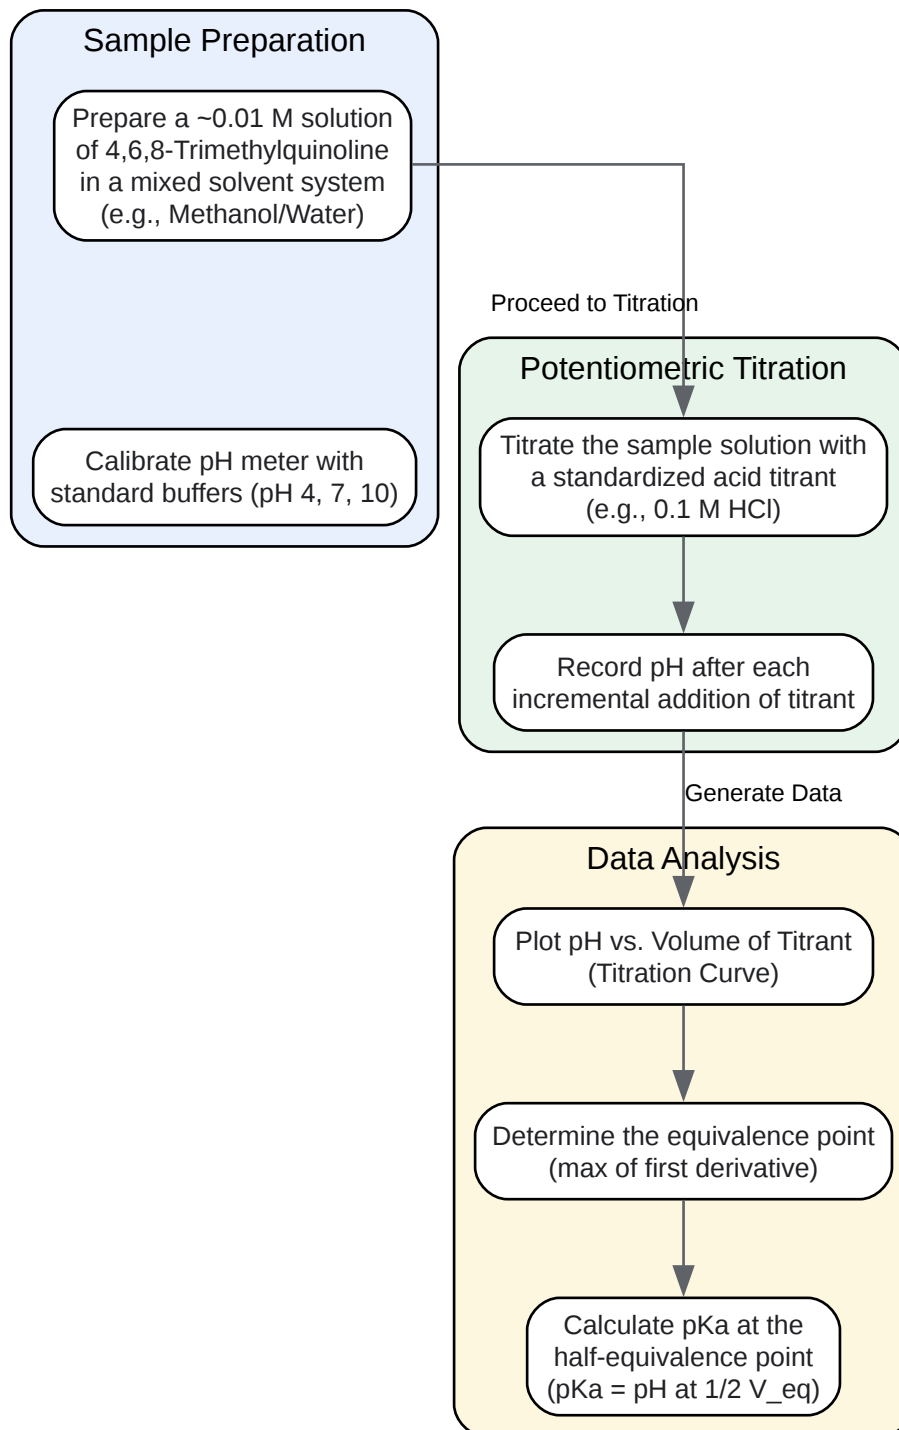 Sample Preparation
Prepare a ~0.01 M solution
of 4,6,8-Trimethylquinoline
in a mixed solvent system
(e.g., Methanol/Water)
Calibrate pH meter with
standard buffers (pH 4, 7, 10)
Proceed to Titration
Potentiometric Titration
Titrate the sample solution with
a standardized acid titrant
(e.g., 0.1 M HCl)
Record pH after each
incremental addition of titrant
Generate Data
Data Analysis
Plot pH vs. Volume of Titrant
(Titration Curve)
Determine the equivalence point
(max of first derivative)
Calculate pKa at the
half-equivalence point
(pKa = pH at 1/2 V_eq)